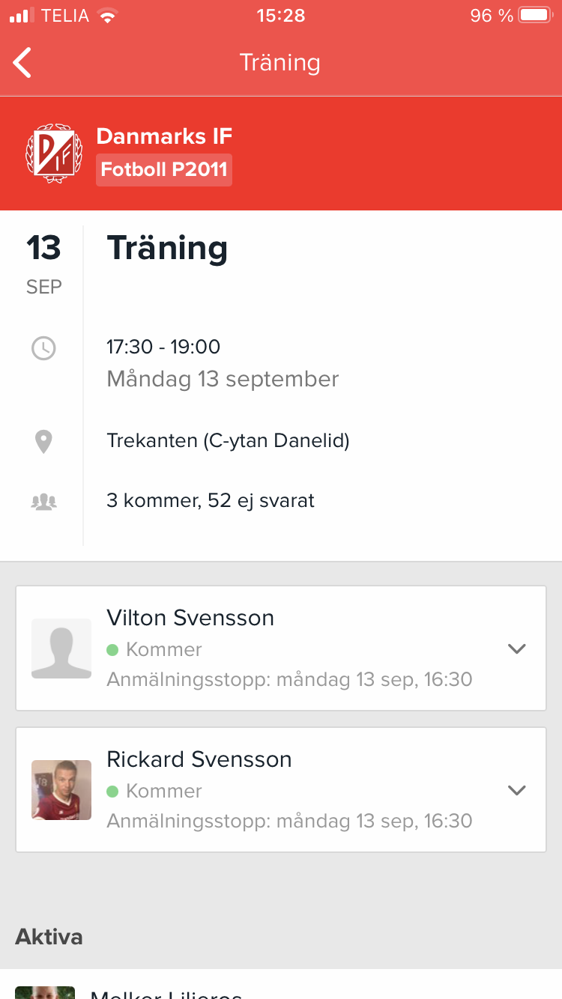 TELIA 15:28 96 %
Träning
Danmarks IF
Fotboll P2011
DIF
13
SEP
Träning
17:30 - 19:00
Måndag 13 september
Trekanten (C-ytan Danelid)
3 kommer, 52 ej svarat
Vilton Svensson
Kommer
Anmälningsstopp: måndag 13 sep, 16:30
Rickard Svensson
Kommer
Anmälningsstopp: måndag 13 sep, 16:30
Aktiva